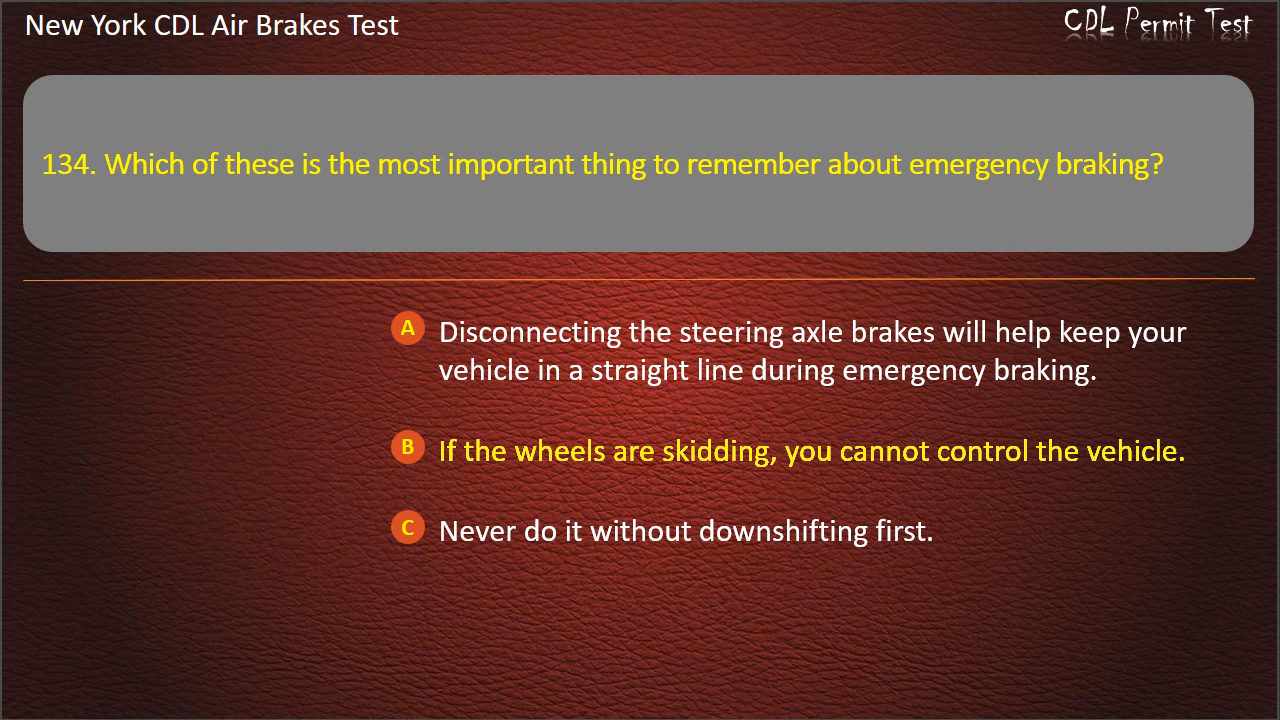 New York CDL Air Brakes Test
CDL Permit Test
134. Which of these is the most important thing to remember about emergency braking?
A Disconnecting the steering axle brakes will help keep your
vehicle in a straight line during emergency braking.
B If the wheels are skidding, you cannot control the vehicle.
C Never do it without downshifting first.